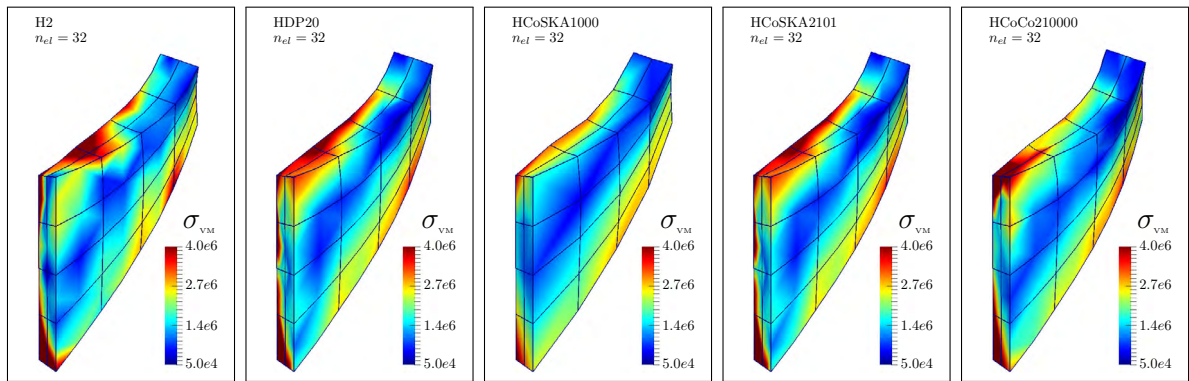 H2
n_el = 32
σ_VM
4.0e6
2.7e6
1.4e6
5.0e4
HDP20
n_el = 32
σ_VM
4.0e6
2.7e6
1.4e6
5.0e4
HCoSKA1000
n_el = 32
σ_VM
4.0e6
2.7e6
1.4e6
5.0e4
HCoSKA2101
n_el = 32
σ_VM
4.0e6
2.7e6
1.4e6
5.0e4
HCoCo210000
n_el = 32
σ_VM
4.0e6
2.7e6
1.4e6
5.0e4